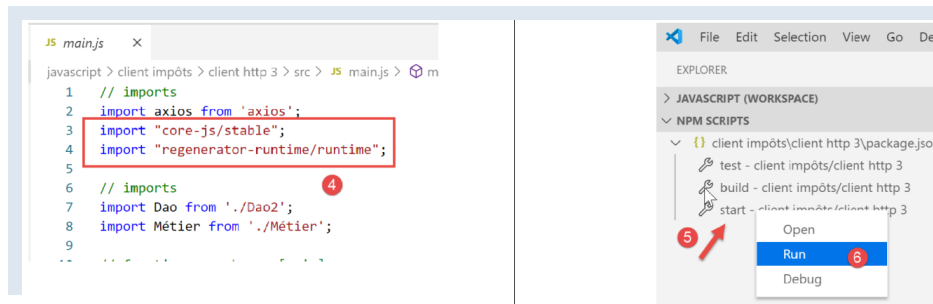 JS main.js ×
javascript > client impôts > client http 3 > src > JS main.js > m
1 // imports
2 import axios from 'axios';
3 import "core-js/stable";
4 import "regenerator-runtime/runtime";
5
6 // imports
7 import Dao from './Dao2';
8 import Métier from './Métier';
9
4
File Edit Selection View Go De
EXPLORER
> JAVASCRIPT (WORKSPACE)
NPM SCRIPTS
{} client impôts\client http 3\package.jso
test - client impôts/client http 3
build - client impôts/client http 3
start - client impôts/client http 3
5
Open
Run 6
Debug